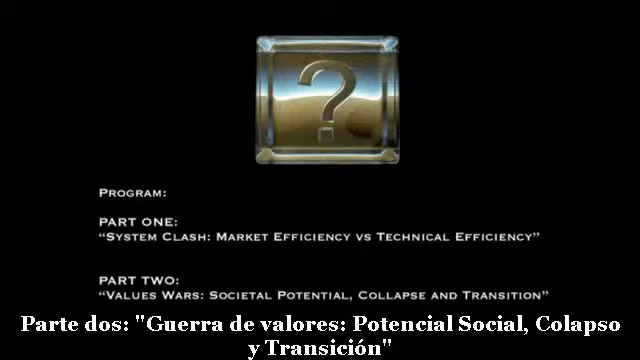 ?
PROGRAM:
PART ONE:
“SYSTEM CLASH: MARKET EFFICIENCY VS TECHNICAL EFFICIENCY”
PART TWO:
“VALUES WARS: SOCIETAL POTENTIAL, COLLAPSE AND TRANSITION”
Parte dos: "Guerra de valores: Potencial Social, Colapso
y Transición"